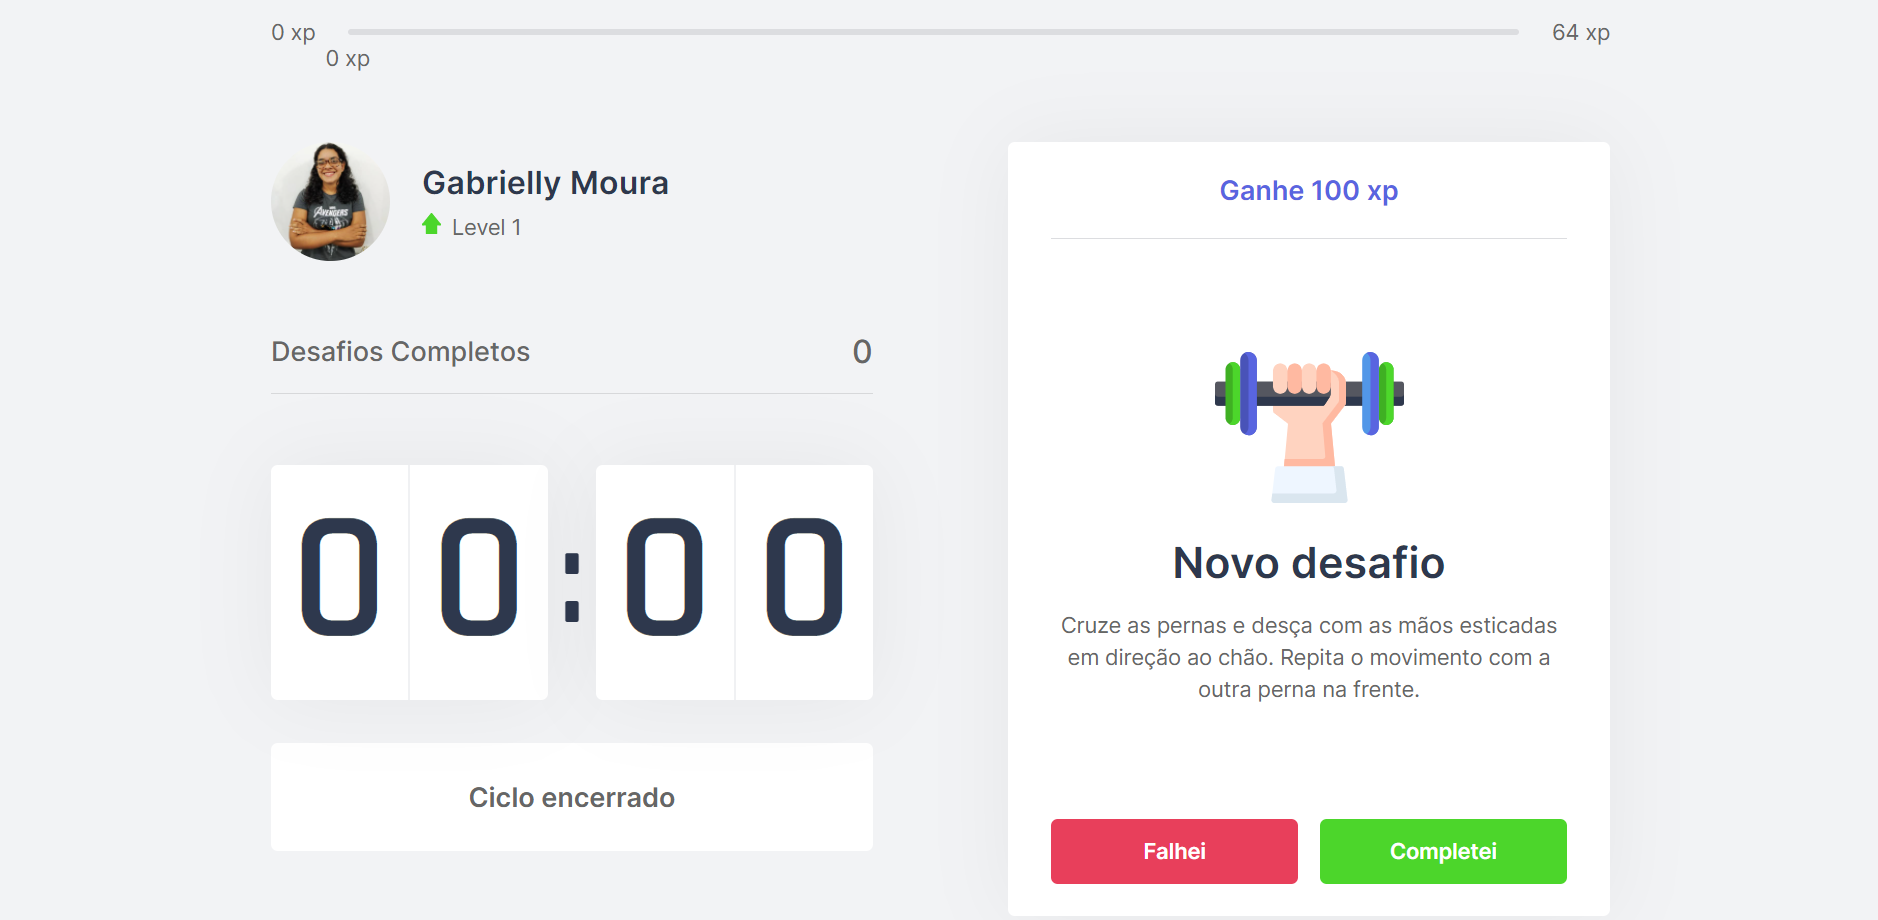 0 xp
64 xp
0 xp
Gabrielly Moura
Level 1
AVENGERS
Desafios Completos
0
00:00
Ciclo encerrado
Ganhe 100 xp
Novo desafio
Cruze as pernas e desça com as mãos esticadas
em direção ao chão. Repita o movimento com a
outra perna na frente.
Falhei
Completei